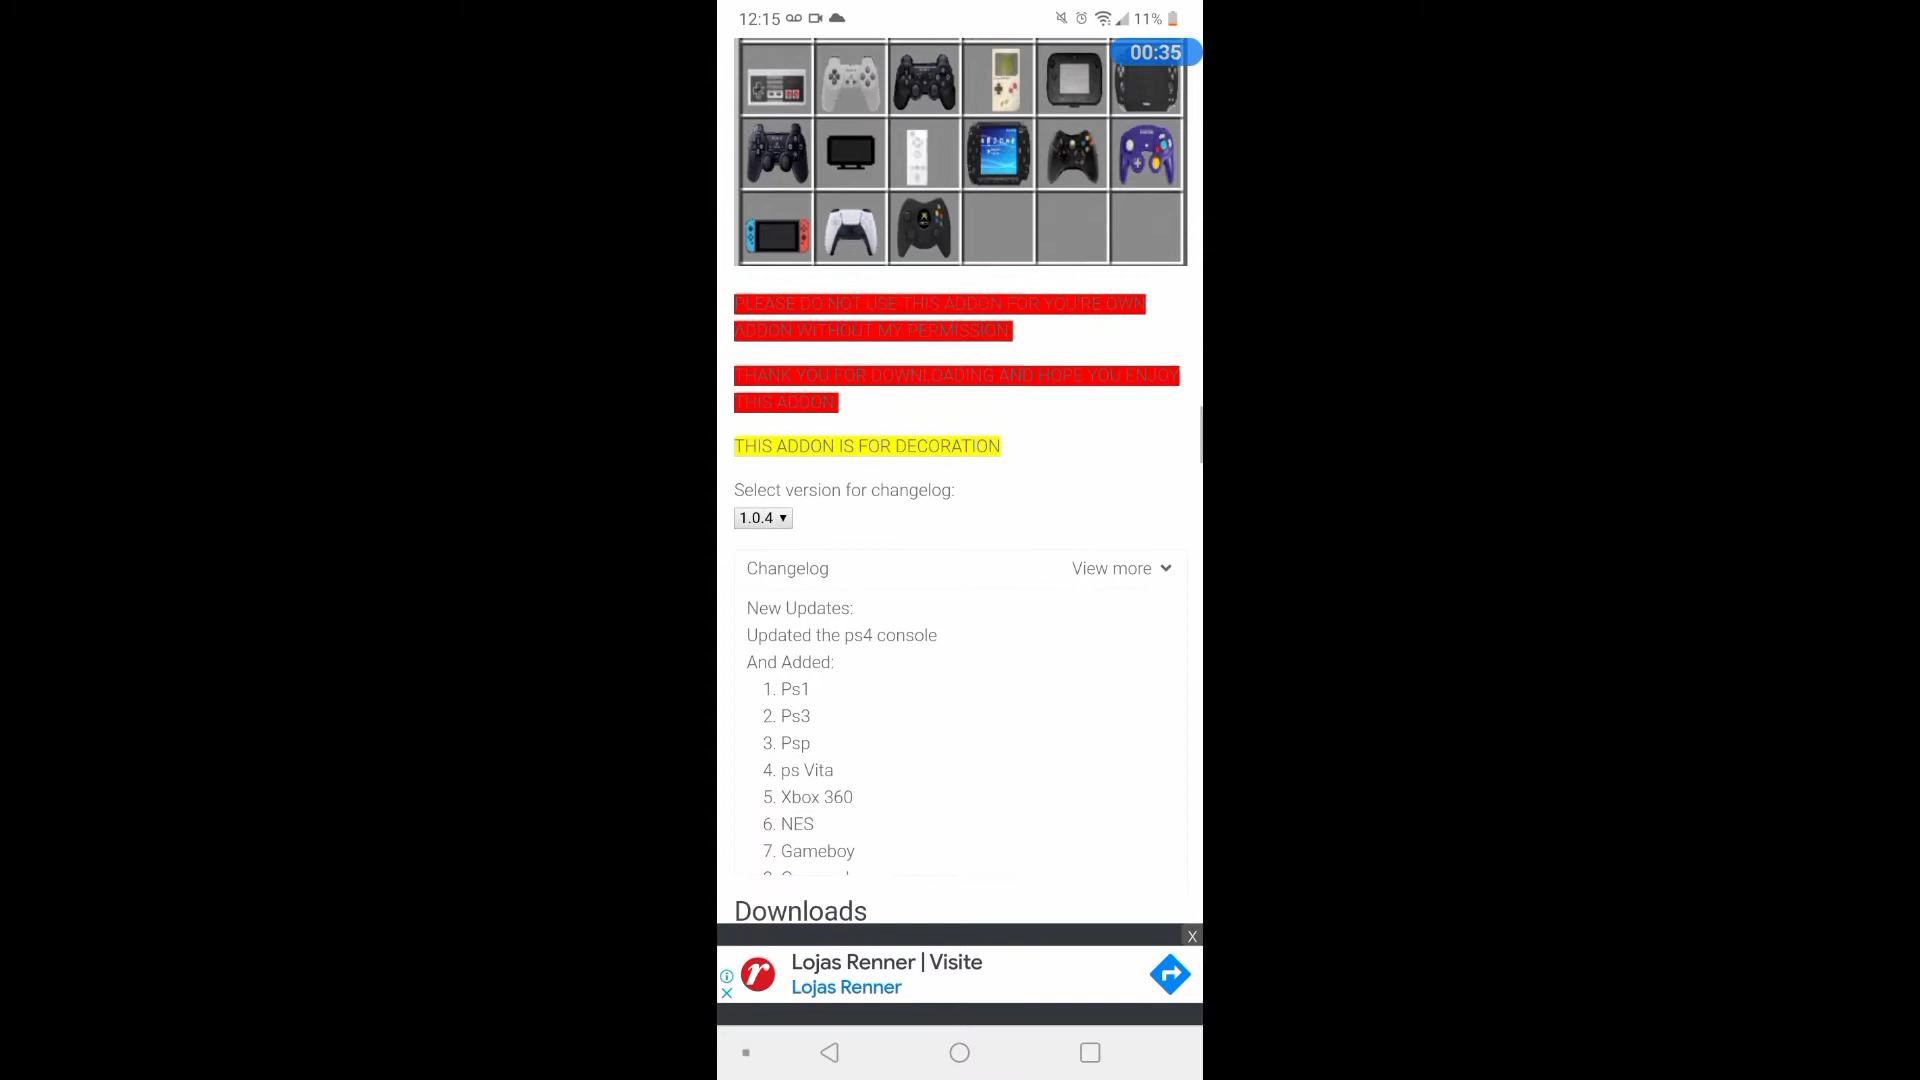 12:15
11%
00:35
PLEASE DO NOT USE THIS ADDON FOR YOU'RE OWN
ADDON WITHOUT MY PERMISSION
THANK YOU FOR DOWNLOADING AND HOPE YOU ENJOY
THIS ADDON
THIS ADDON IS FOR DECORATION
Select version for changelog:
1.0.4
Changelog
View more
New Updates:
Updated the ps4 console
And Added:
1. Ps1
2. Ps3
3. Psp
4. ps Vita
5. Xbox 360
6. NES
7. Gameboy
Downloads
X
Lojas Renner | Visite
Lojas Renner